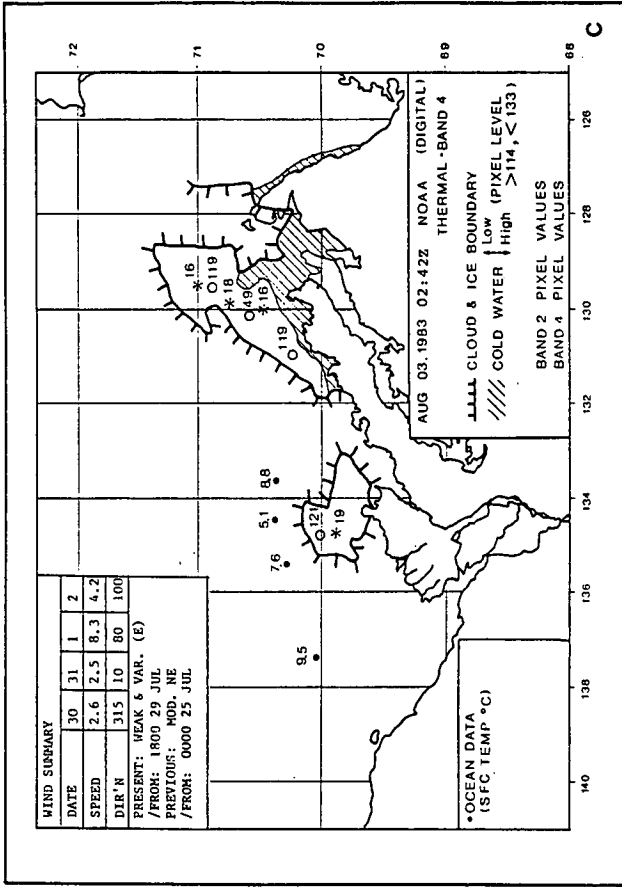 WIND SUMMARY
DATE 30 31 1 2
SPEED 2.6 2.5 8.3 4.2
DIR'N 315 10 80 100
PRESENT: WEAK & VAR. (E)
/FROM: 1800 29 JUL
PREVIOUS: MOD. NE
/FROM: 0000 25 JUL
72
71
70
69
68
9.5
7.6
5.1
8.8
121
19
119
16
49
18
16
119
•OCEAN DATA
(SFC TEMP °C)
AUG 03.1983 02:42Z NOAA (DIGITAL)
THERMAL-BAND 4
CLOUD & ICE BOUNDARY
COLD WATER Low
High (PIXEL LEVEL
>114, <133)
BAND 2 PIXEL VALUES
BAND 4 PIXEL VALUES
140 138 136 134 132 130 128 126
C